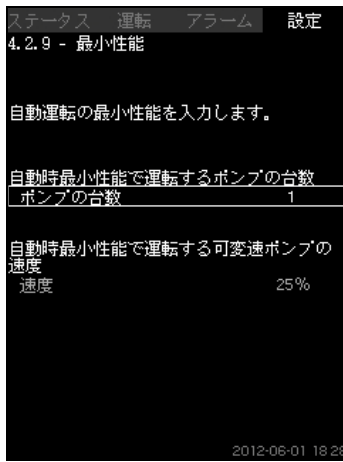 ステータス 運転 アラーム 設定
4.2.9 - 最小性能
自動運転の最小性能を入力します。
自動時最小性能で運転するポンプの台数
ポンプの台数 1
自動時最小性能で運転する可変速ポンプの
速度
速度 25%
2012-06-01 18:28